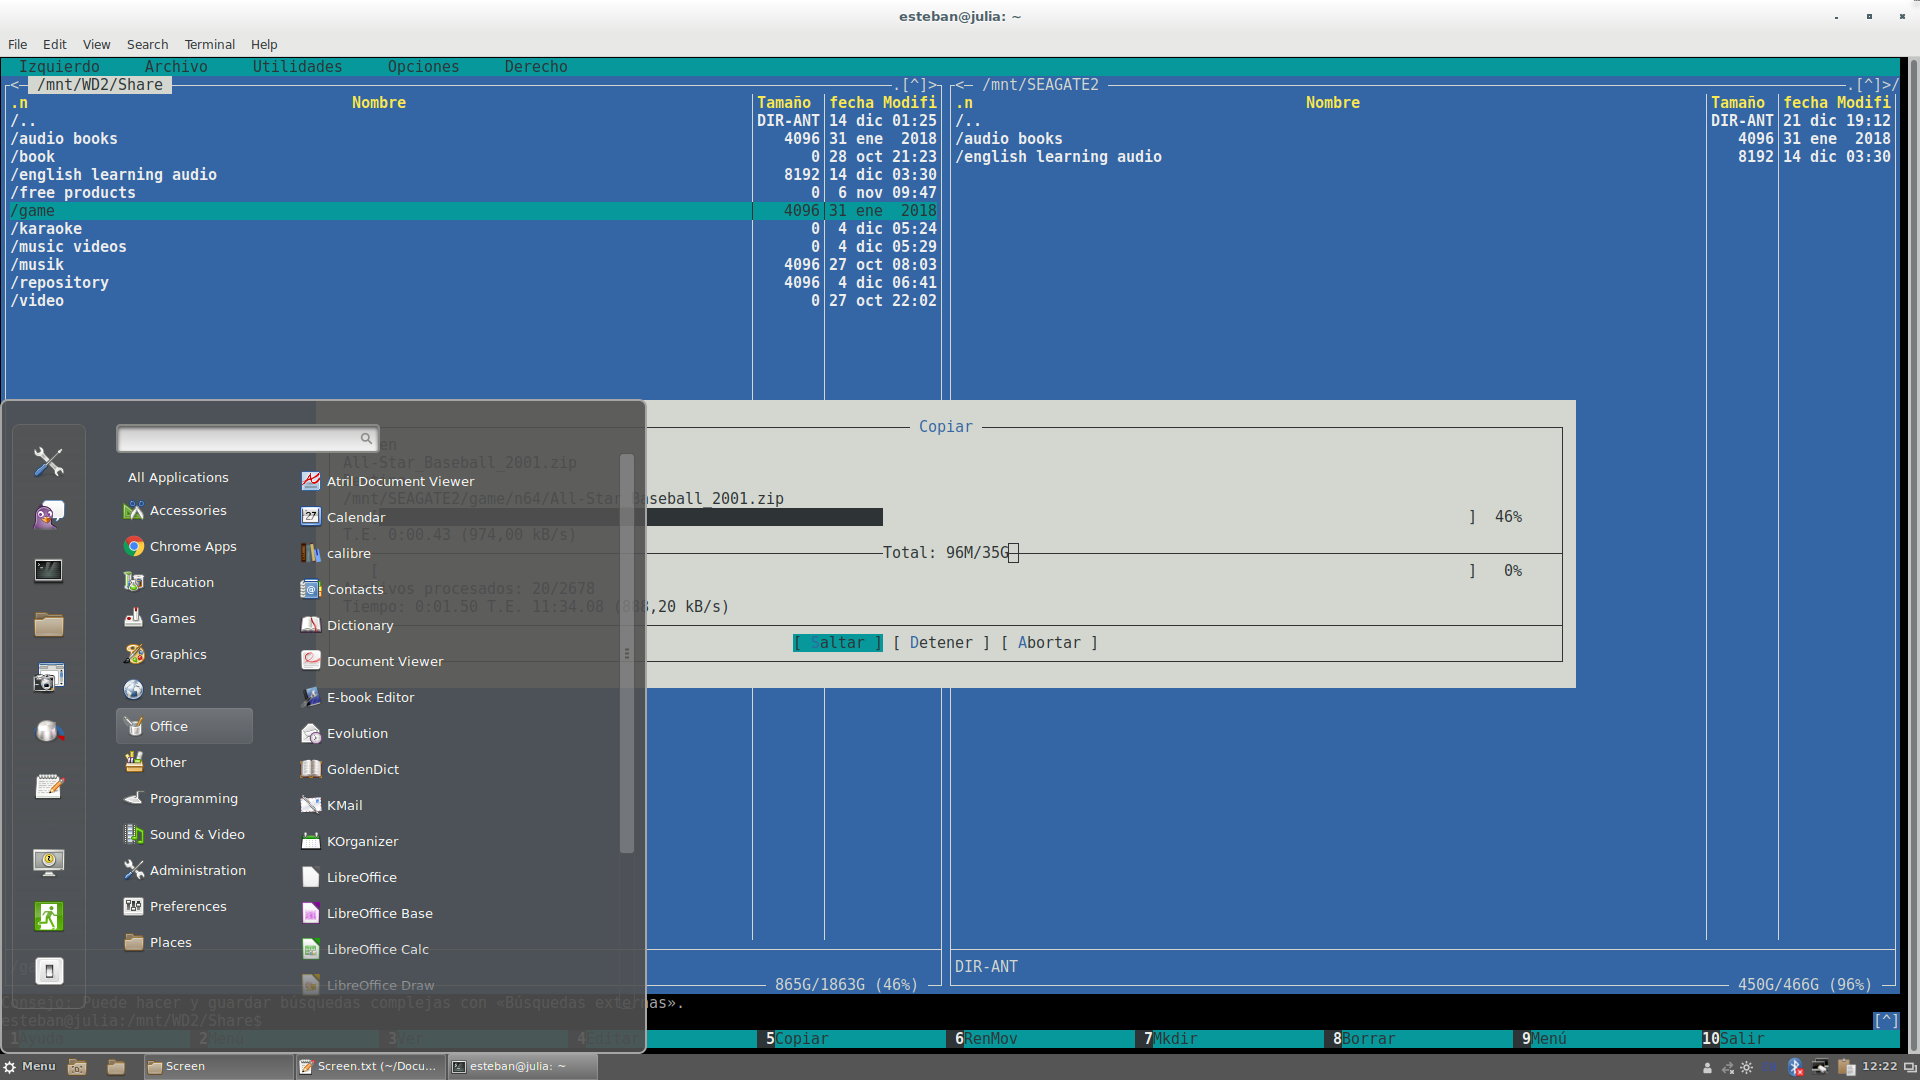 esteban@julia: ~
File Edit View Search Terminal Help
Izquierdo Archivo Utilidades Opciones Derecho
<─ /mnt/WD2/Share .[^]>
.n Nombre Tamaño fecha Modifi
/.. DIR-ANT 14 dic 01:25
/audio books 4096 31 ene 2018
/book 0 28 oct 21:23
/english learning audio 8192 14 dic 03:30
/free products 0 6 nov 09:47
/game 4096 31 ene 2018
/karaoke 0 4 dic 05:24
/music videos 0 4 dic 05:29
/musik 4096 27 oct 08:03
/repository 4096 4 dic 06:41
/video 0 27 oct 22:02
865G/1863G (46%)
<─ /mnt/SEAGATE2 .[^]>
.n Nombre Tamaño fecha Modifi
/.. DIR-ANT 21 dic 19:12
/audio books 4096 31 ene 2018
/english learning audio 8192 14 dic 03:30
DIR-ANT
450G/466G (96%)
Copiar
All-Star_Baseball_2001.zip
/mnt/SEAGATE2/game/n64/All-Star_Baseball_2001.zip
] 46%
T.E. 0:00.43 (974,00 kB/s)
Total: 96M/35G
[ ] 0%
Archivos procesados: 20/2678
Tiempo: 0:01.50 T.E. 11:34.08 (888,20 kB/s)
[ Saltar ] [ Detener ] [ Abortar ]
All Applications
Accessories
Chrome Apps
Education
Games
Graphics
Internet
Office
Other
Programming
Sound & Video
Administration
Preferences
Places
Atril Document Viewer
Calendar
calibre
Contacts
Dictionary
Document Viewer
E-book Editor
Evolution
GoldenDict
KMail
KOrganizer
LibreOffice
LibreOffice Base
LibreOffice Calc
LibreOffice Draw
Consejo: Puede hacer y guardar búsquedas complejas con «Búsquedas externas».
esteban@julia:/mnt/WD2/Share$
[^]
1Ayuda 2Menú 3Ver 4Editar 5Copiar 6RenMov 7Mkdir 8Borrar 9Menú 10Salir
Menu Screen Screen.txt (~/Docu... esteban@julia: ~ 12:22